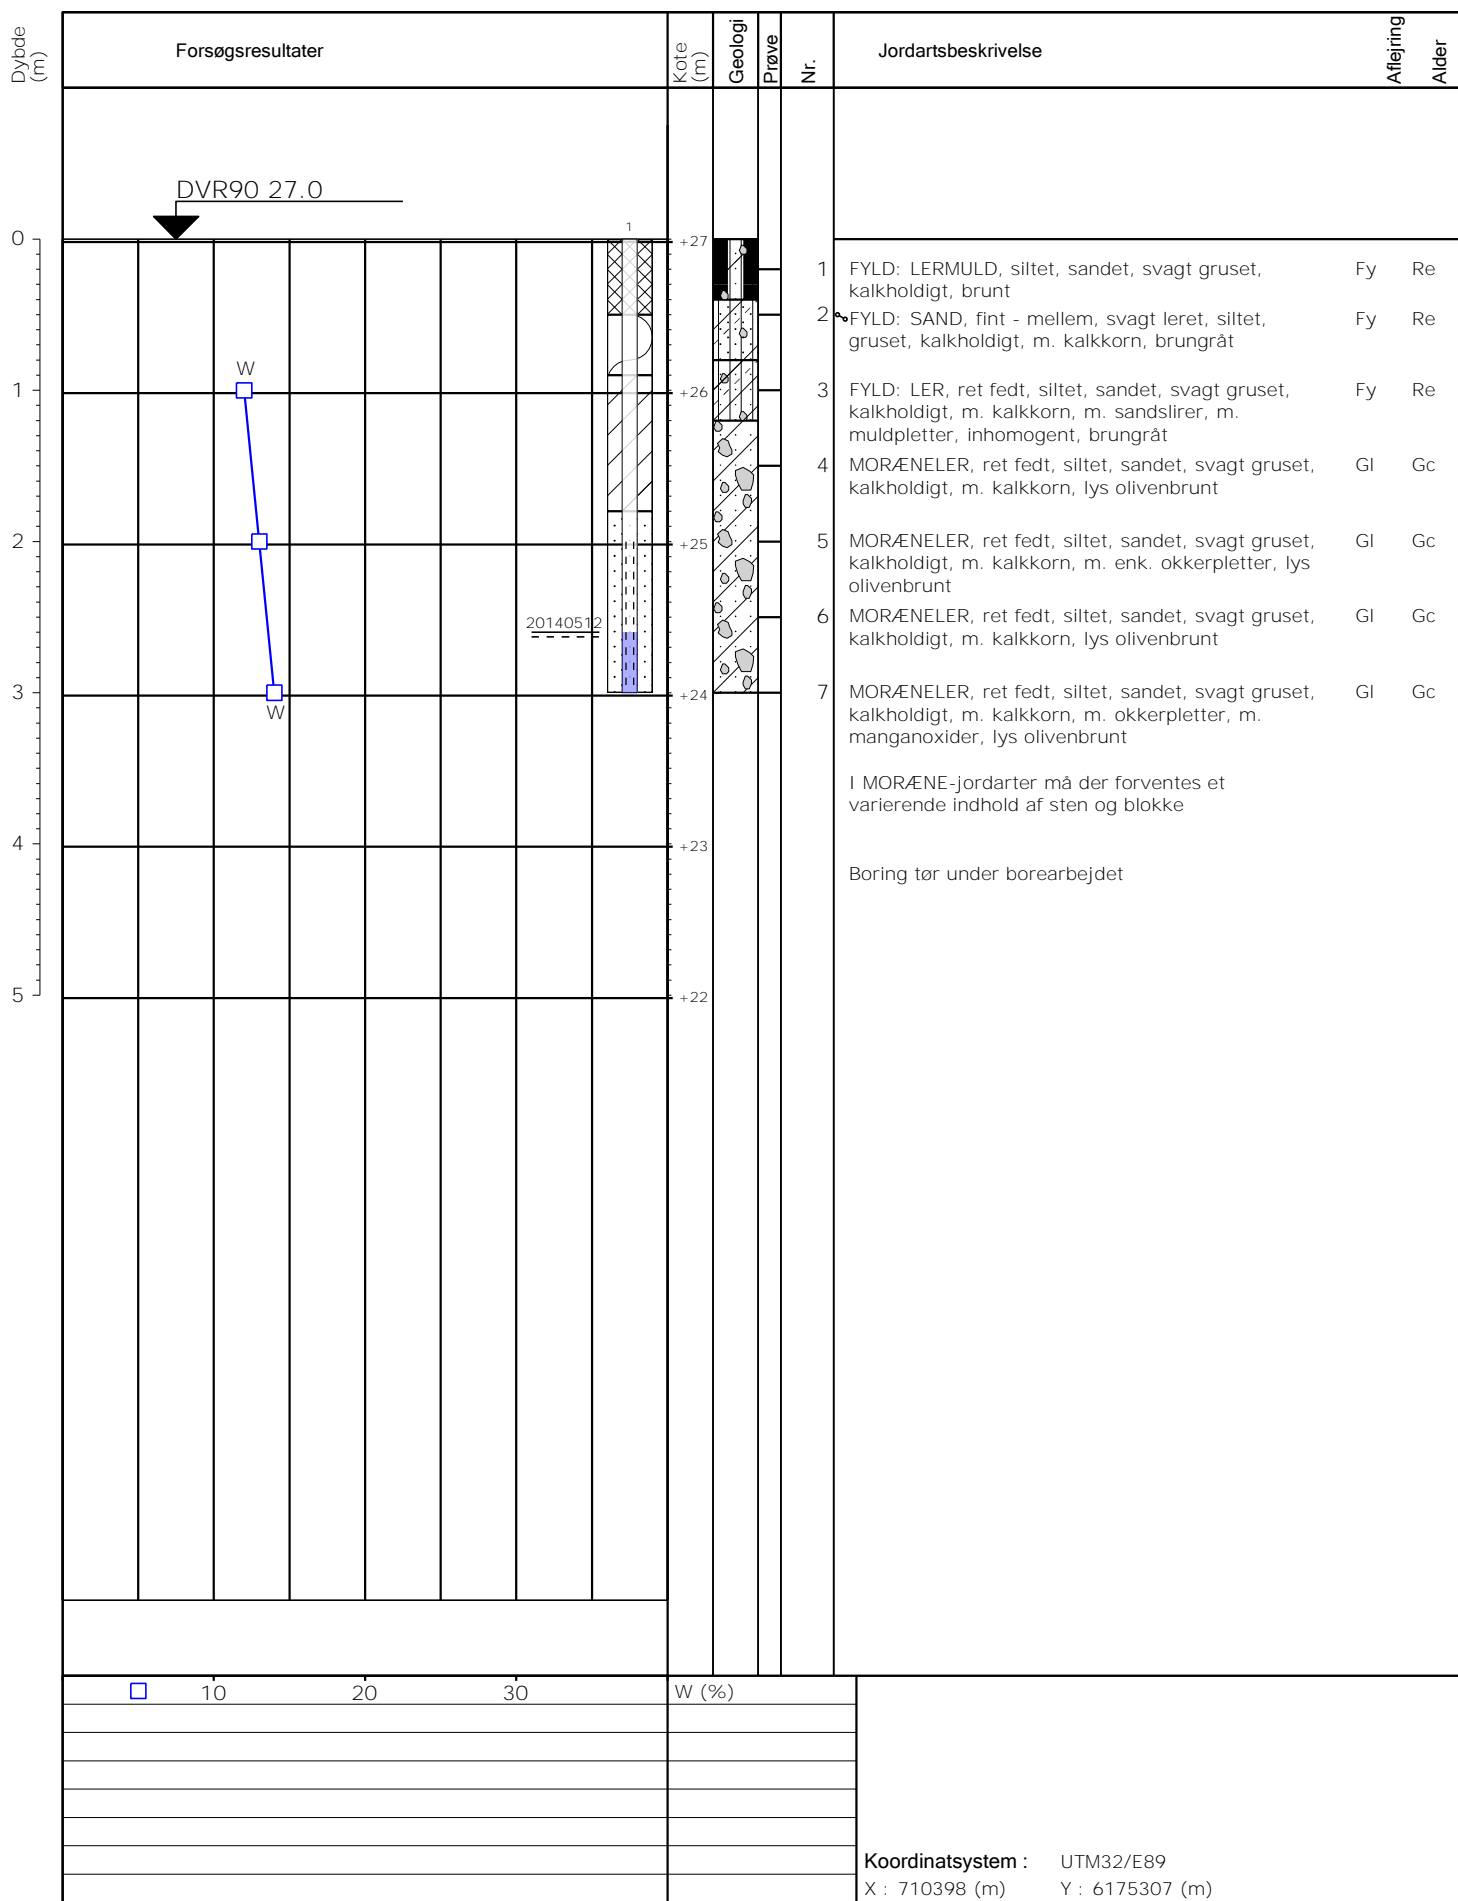 Dybde
(m)
Forsøgsresultater
Kote
(m)
Geologi
Prøve
Nr.
Jordartsbeskrivelse
Aflejring
Alder
DVR90 27.0
1
0
+27
1 FYLD: LERMULD, siltet, sandet, svagt gruset, Fy Re
kalkholdigt, brunt
2 FYLD: SAND, fint - mellem, svagt leret, siltet, Fy Re
gruset, kalkholdigt, m. kalkkorn, brungråt
W
1
+26
3 FYLD: LER, ret fedt, siltet, sandet, svagt gruset, Fy Re
kalkholdigt, m. kalkkorn, m. sandslirer, m.
muldpletter, inhomogent, brungråt
4 MORÆNELER, ret fedt, siltet, sandet, svagt gruset, Gl Gc
kalkholdigt, m. kalkkorn, lys olivenbrunt
2
+25
5 MORÆNELER, ret fedt, siltet, sandet, svagt gruset, Gl Gc
kalkholdigt, m. kalkkorn, m. enk. okkerpletter, lys
olivenbrunt
20140512
6 MORÆNELER, ret fedt, siltet, sandet, svagt gruset, Gl Gc
kalkholdigt, m. kalkkorn, lys olivenbrunt
3
+24
W
7 MORÆNELER, ret fedt, siltet, sandet, svagt gruset, Gl Gc
kalkholdigt, m. kalkkorn, m. okkerpletter, m.
manganoxider, lys olivenbrunt
I MORÆNE-jordarter må der forventes et
varierende indhold af sten og blokke
4
+23
Boring tør under borearbejdet
5
+22
10 20 30 W (%)
Koordinatsystem : UTM32/E89
X : 710398 (m) Y : 6175307 (m)